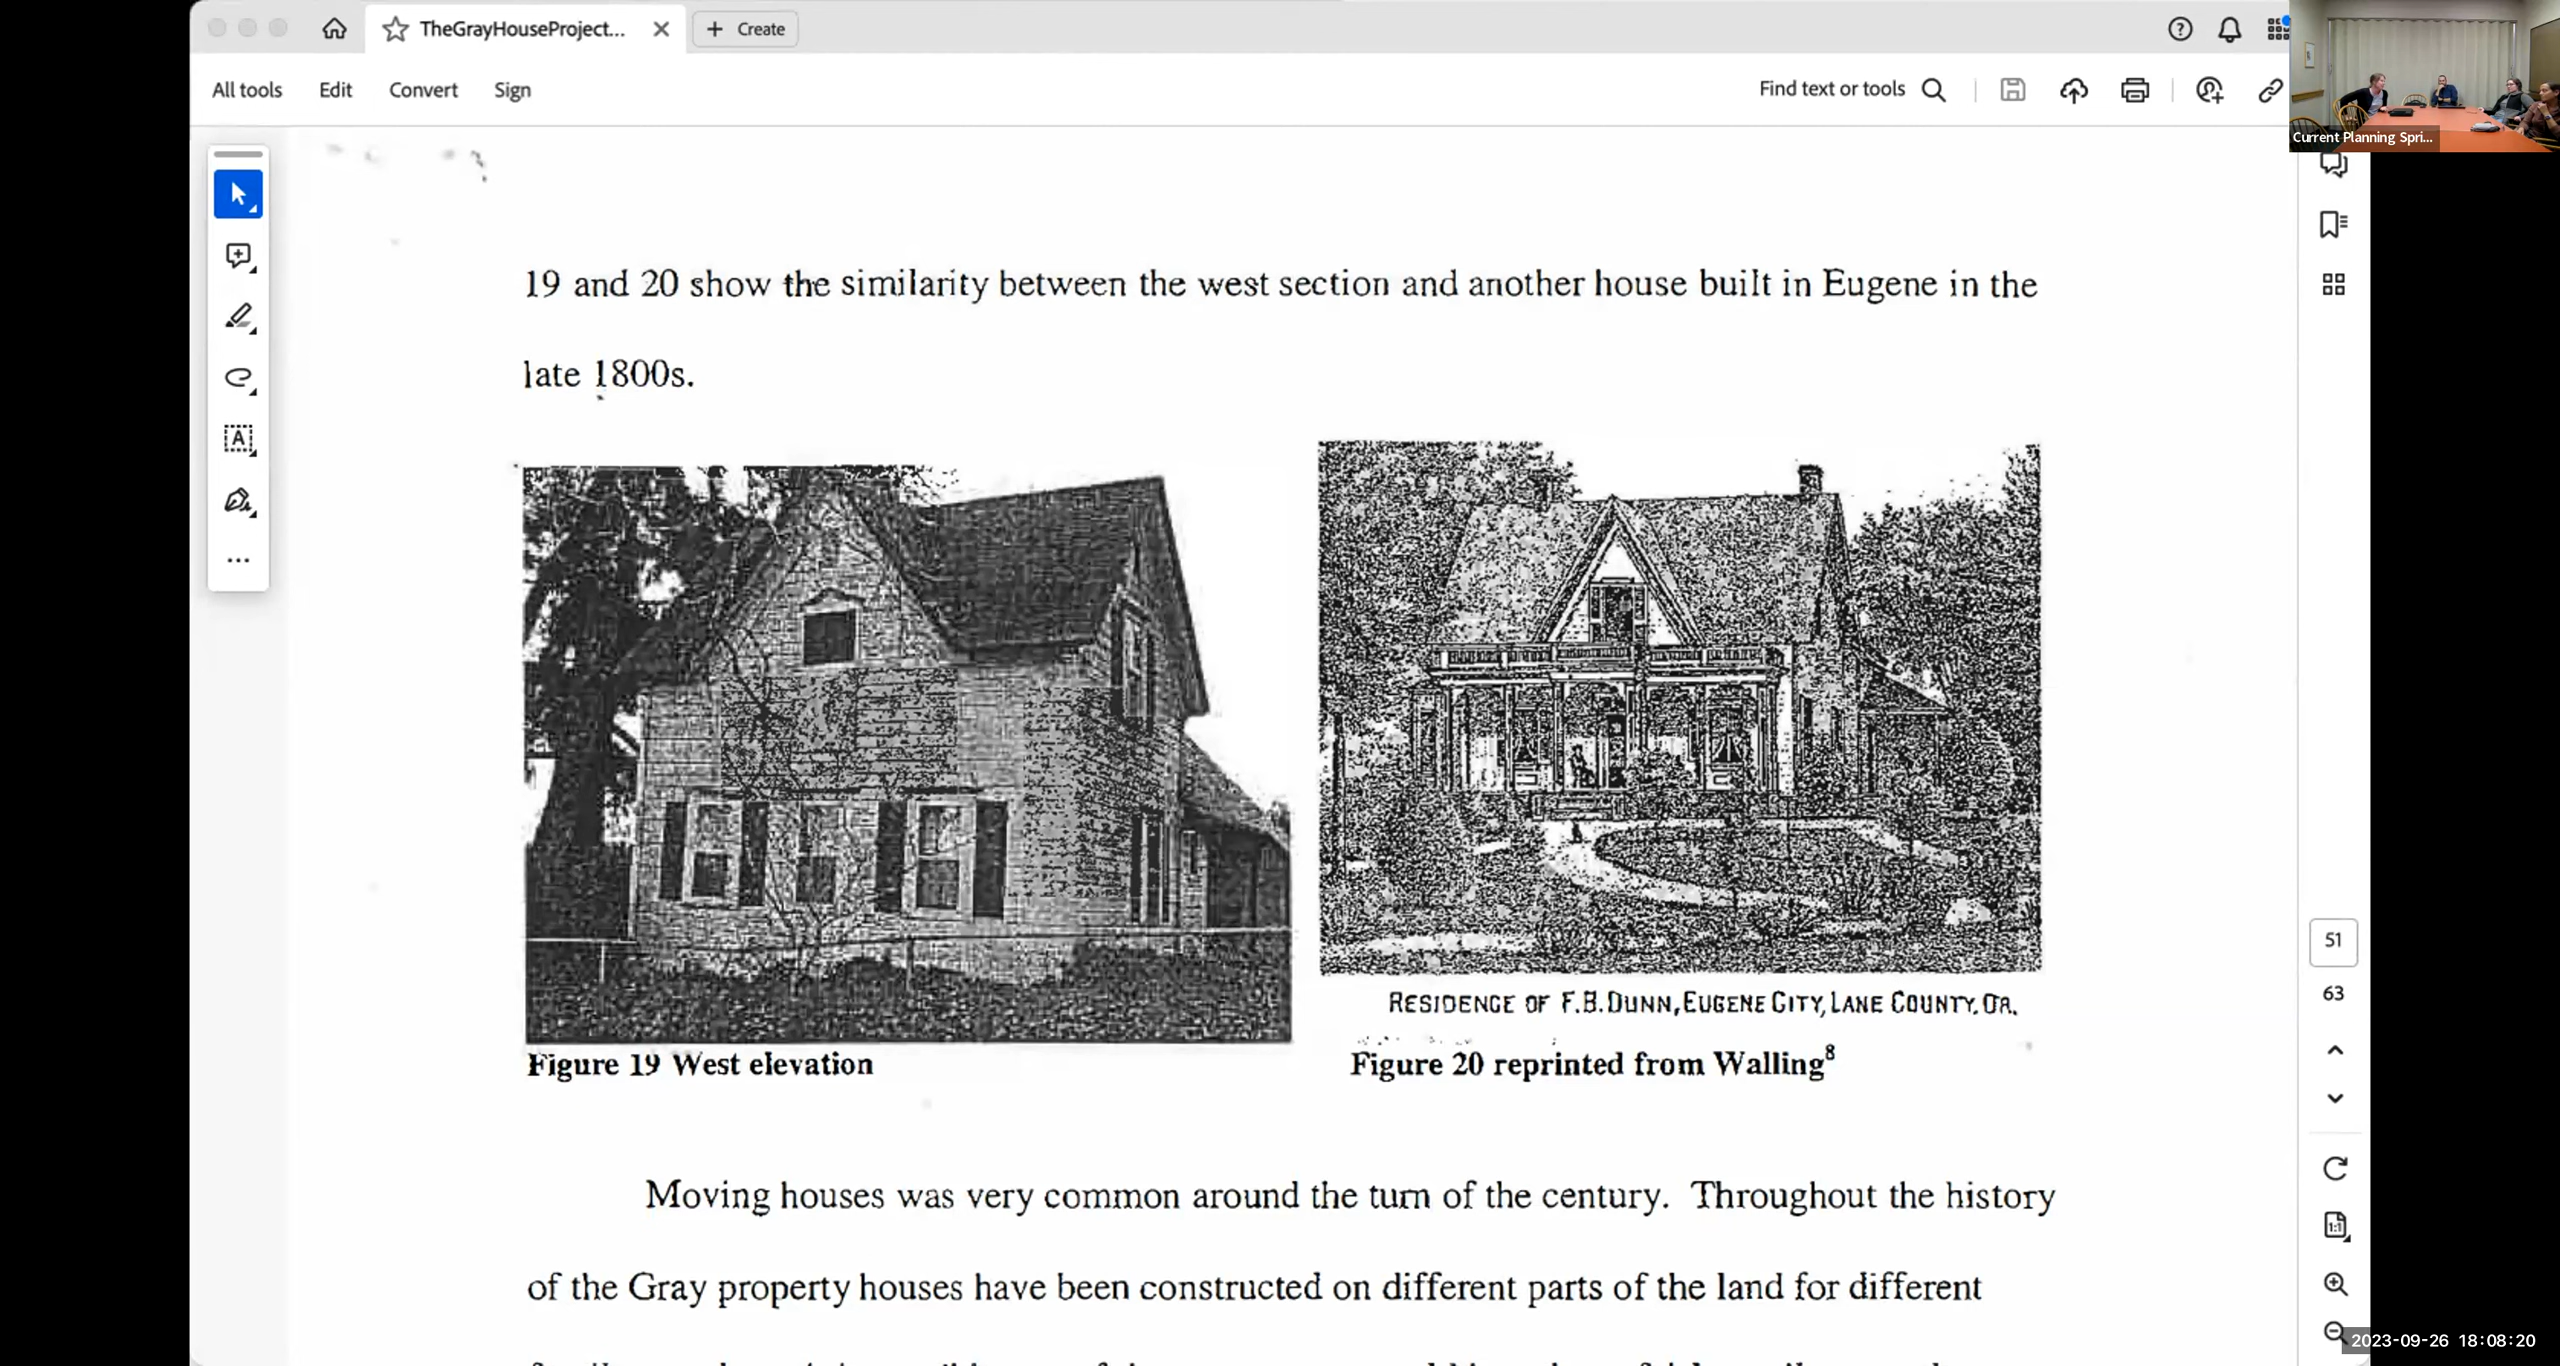 TheGrayHouseProject...
Create
All tools
Edit
Convert
Sign
Find text or tools
Current Planning Spri...
19 and 20 show the similarity between the west section and another house built in Eugene in the
late 1800s.
RESIDENCE OF F.B. DUNN, EUGENE CITY, LANE COUNTY, OR.
Figure 19 West elevation
Figure 20 reprinted from Walling⁸
Moving houses was very common around the turn of the century. Throughout the history
of the Gray property houses have been constructed on different parts of the land for different
51
63
2023-09-26 18:08:20